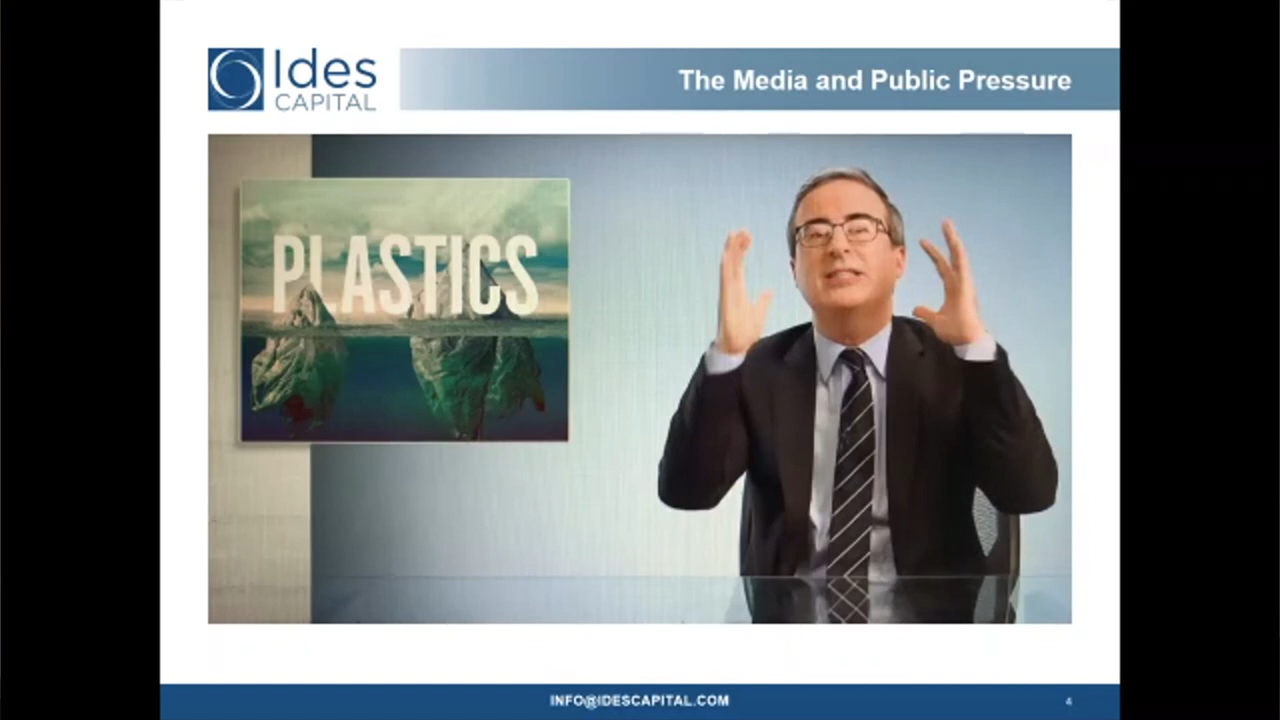 Ides
CAPITAL
The Media and Public Pressure
PLASTICS
INFO@IDESCAPITAL.COM
4